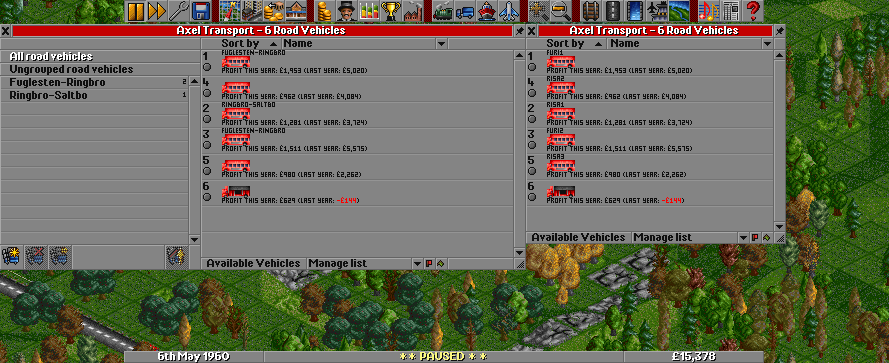 Axel Transport - 6 Road Vehicles
Sort by Name
All road vehicles
Ungrouped road vehicles
Fuglesten-Ringbro 2
Ringbro-Saltbo 1
1 FUGLESTEN-RINGBRO
PROFIT THIS YEAR: £1,953 (LAST YEAR: £5,020)
4
PROFIT THIS YEAR: £962 (LAST YEAR: £4,084)
2 RINGBRO-SALTBO
PROFIT THIS YEAR: £1,281 (LAST YEAR: £3,724)
3 FUGLESTEN-RINGBRO
PROFIT THIS YEAR: £1,511 (LAST YEAR: £5,575)
5
PROFIT THIS YEAR: £980 (LAST YEAR: £2,262)
6
PROFIT THIS YEAR: £629 (LAST YEAR: -£144)
Available Vehicles Manage list
Axel Transport - 6 Road Vehicles
Sort by Name
1 FURI1
PROFIT THIS YEAR: £1,953 (LAST YEAR: £5,020)
4 RISA2
PROFIT THIS YEAR: £962 (LAST YEAR: £4,084)
2 RISA1
PROFIT THIS YEAR: £1,281 (LAST YEAR: £3,724)
3 FURI2
PROFIT THIS YEAR: £1,511 (LAST YEAR: £5,575)
5 RISA3
PROFIT THIS YEAR: £980 (LAST YEAR: £2,262)
6
PROFIT THIS YEAR: £629 (LAST YEAR: -£144)
Available Vehicles Manage list
6th May 1960 * * PAUSED * * £15,378